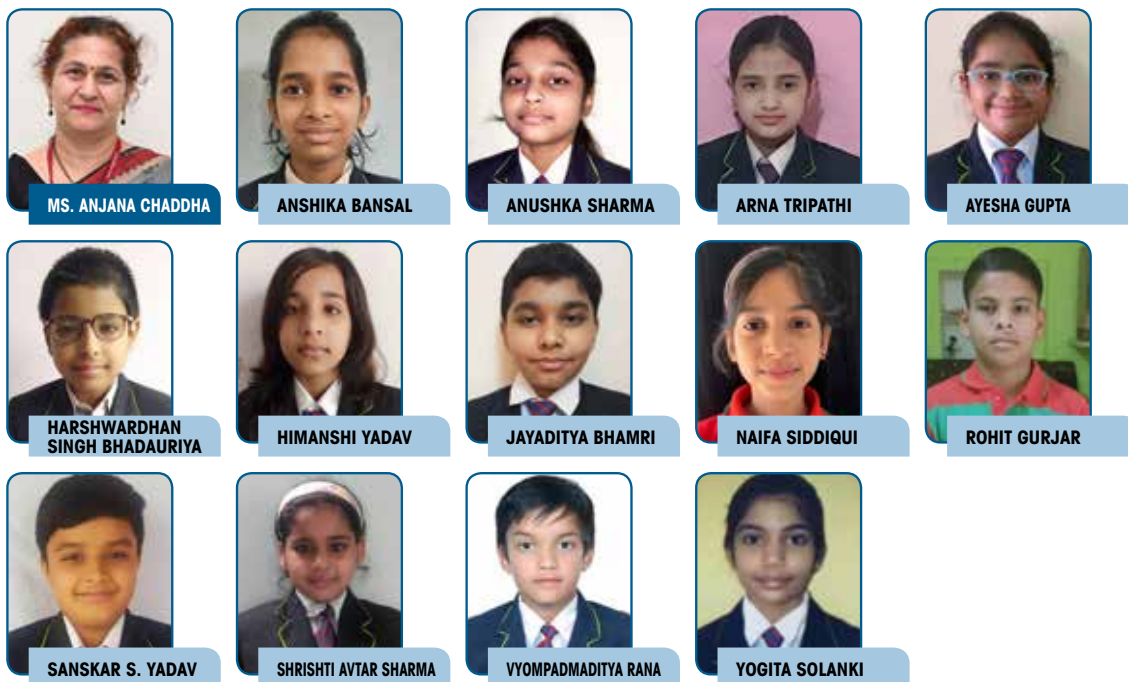 MS. ANJANA CHADDHA
ANSHIKA BANSAL
ANUSHKA SHARMA
ARNA TRIPATHI
AYESHA GUPTA
HARSHWARDHAN
SINGH BHADAURIYA
HIMANSHI YADAV
JAYADITYA BHAMRI
NAIFA SIDDIQUI
ROHIT GURJAR
SANSKAR S. YADAV
SHRISHTI AVTAR SHARMA
VYOMPADMADITYA RANA
YOGITA SOLANKI